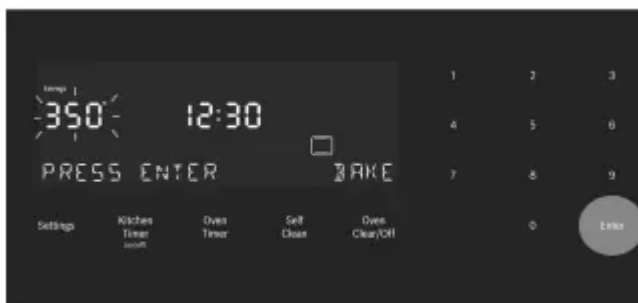 1 2 3
temp
350° 12:30
4 5 6
PRESS ENTER BAKE
7 8 9
Settings Kitchen Timer Oven Timer Self Clean Oven Clear/Off
0 Enter